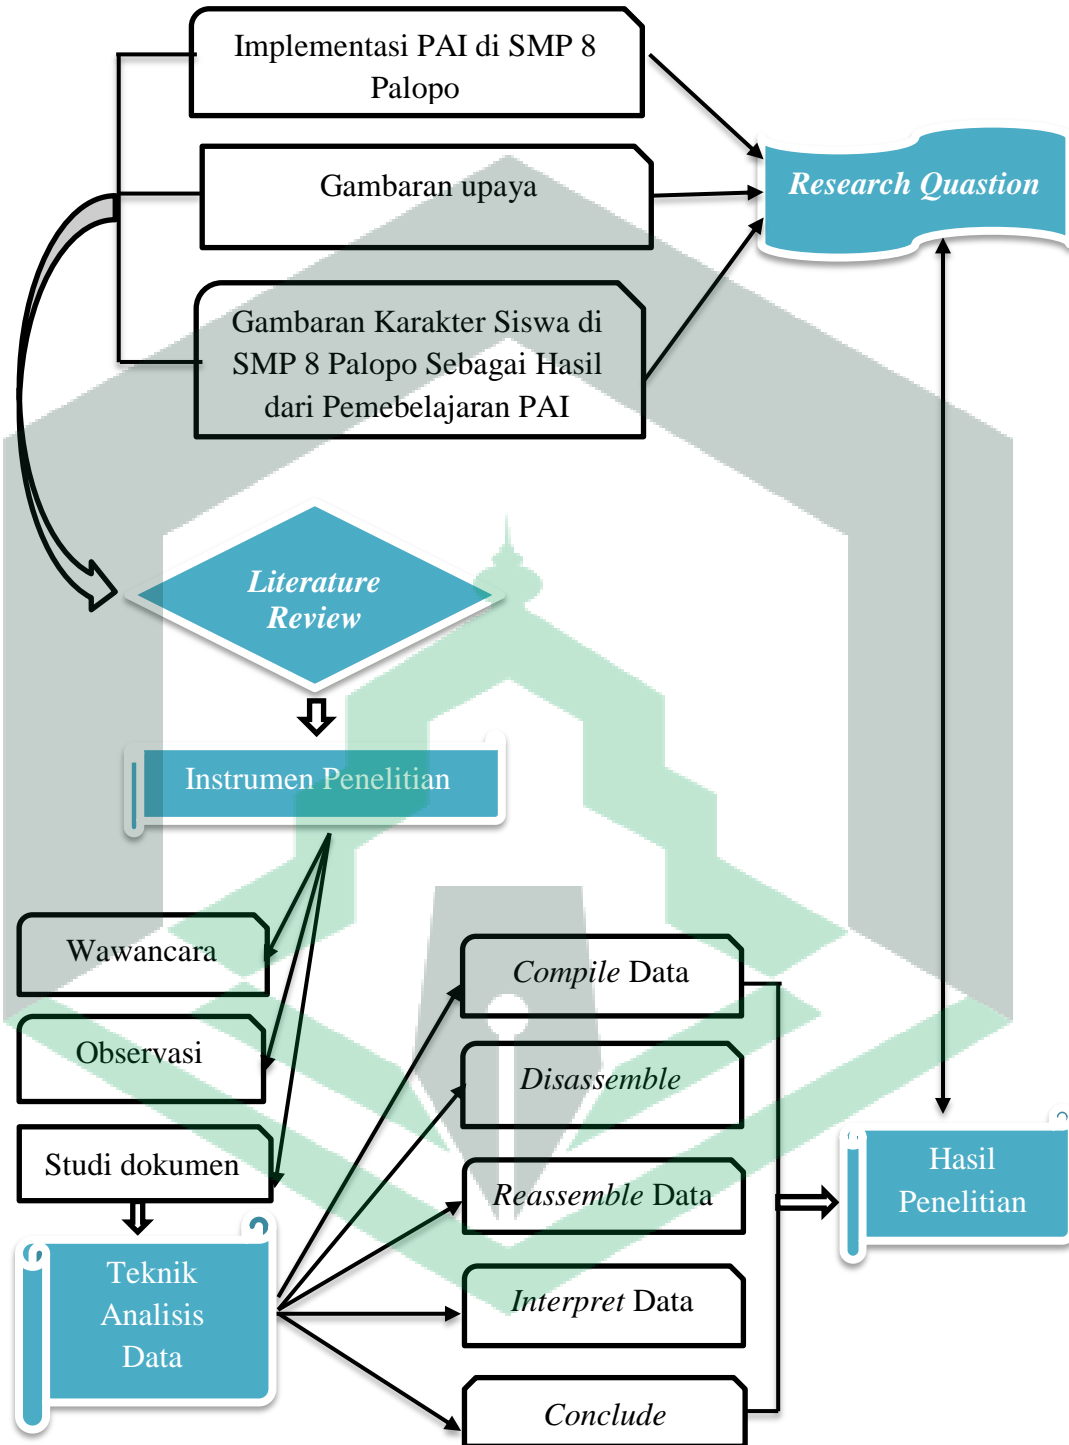 Implementasi PAI di SMP 8
Palopo
Research Quastion
Gambaran upaya
Gambaran Karakter Siswa di
SMP 8 Palopo Sebagai Hasil
dari Pemebelajaran PAI
Literature
Review
Instrumen Penelitian
Wawancara
Observasi
Studi dokumen
Teknik
Analisis
Data
Compile Data
Disassemble
Reassemble Data
Interpret Data
Conclude
Hasil
Penelitian